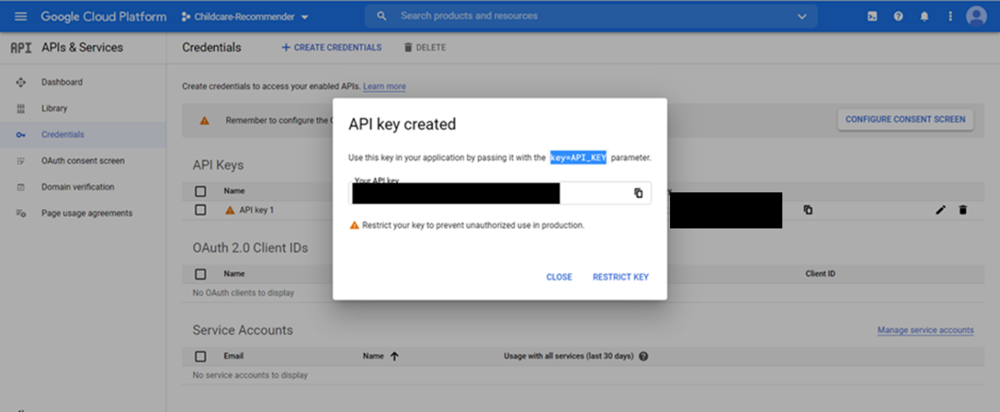 Google Cloud Platform
Childcare-Recommender
Search products and resources
API
APIs & Services
Credentials
+ CREATE CREDENTIALS
DELETE
Dashboard
Library
Credentials
OAuth consent screen
Domain verification
Page usage agreements
Create credentials to access your enabled APIs. Learn more
Remember to configure the
CONFIGURE CONSENT SCREEN
API key created
Use this key in your application by passing it with the key=API_KEY parameter.
Your API key
Restrict your key to prevent unauthorized use in production.
CLOSE
RESTRICT KEY
API Keys
Name
API key 1
OAuth 2.0 Client IDs
Name
Client ID
No OAuth clients to display
Service Accounts
Manage service accounts
Email
Name
Usage with all services (last 30 days)
No service accounts to display